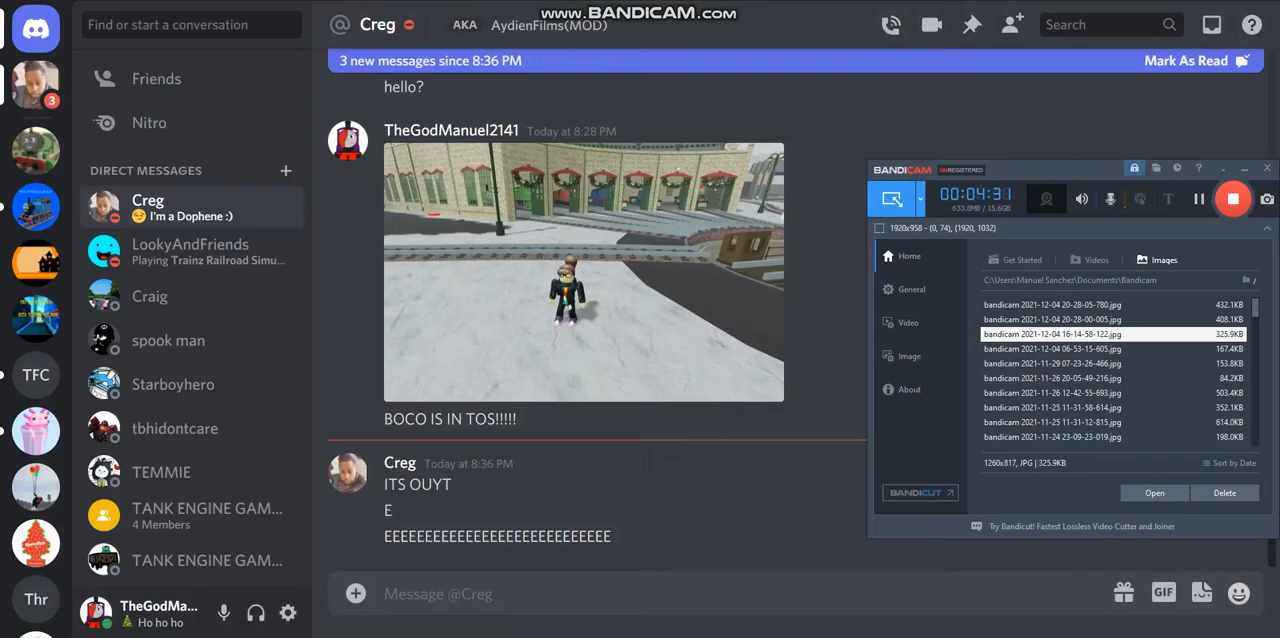 www.BANDICAM.com
Find or start a conversation
Friends
Nitro
DIRECT MESSAGES
Creg
I'm a Dophene :)
LookyAndFriends
Playing Trainz Railroad Simu...
Craig
spook man
Starboyhero
tbhidontcare
TEMMIE
TANK ENGINE GAM...
4 Members
TANK ENGINE GAM...
TheGodMa...
Ho ho ho
3
TFC
Thr
Creg AKA AydienFilms(MOD)
Search
3 new messages since 8:36 PM Mark As Read
hello?
TheGodManuel2141 Today at 8:28 PM
BOCO IS IN TOS!!!!!
Creg Today at 8:36 PM
ITS OUYT
E
EEEEEEEEEEEEEEEEEEEEEEEEEEEE
Message @Creg
GIF
BANDICAM UNREGISTERED
00:04:31
633.8MB / 15.6GB
1920x958 - (0, 74), (1920, 1032)
Home
General
Video
Image
About
BANDICUT
Get Started Videos Images
C:\Users\Manuel Sanchez\Documents\Bandicam
bandicam 2021-12-04 20-28-05-780.jpg 432.1KB
bandicam 2021-12-04 20-28-00-005.jpg 408.1KB
bandicam 2021-12-04 16-14-58-122.jpg 325.9KB
bandicam 2021-12-04 06-53-15-605.jpg 167.4KB
bandicam 2021-11-29 07-23-26-466.jpg 153.8KB
bandicam 2021-11-26 20-05-49-216.jpg 84.2KB
bandicam 2021-11-26 12-42-55-693.jpg 503.4KB
bandicam 2021-11-25 11-31-58-614.jpg 352.1KB
bandicam 2021-11-25 11-31-12-815.jpg 614.0KB
bandicam 2021-11-24 23-09-23-019.jpg 198.0KB
1260x817, JPG | 325.9KB Sort by Date
Open Delete
Try Bandicut! Fastest Lossless Video Cutter and Joiner